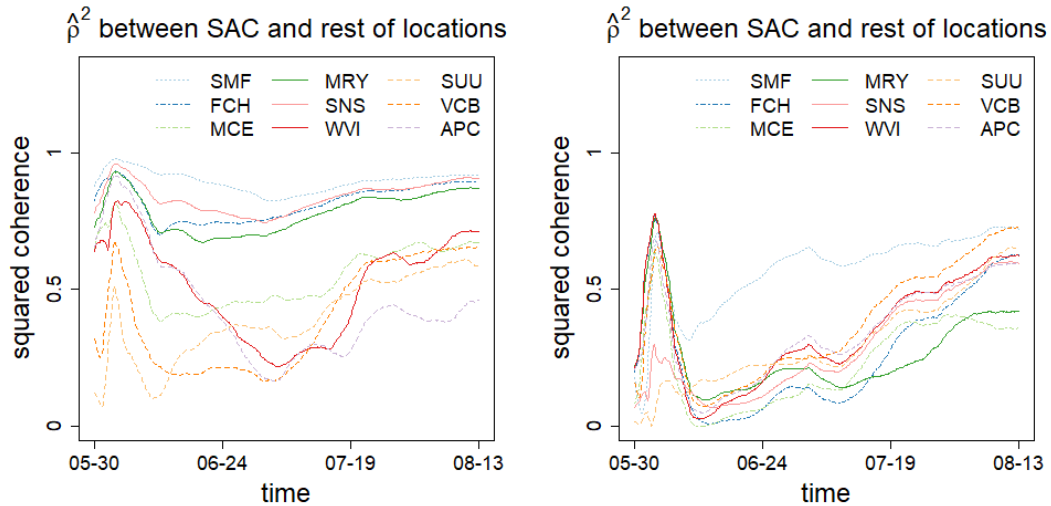 ρ̂² between SAC and rest of locations
squared coherence
1
0.5
0
SMF MRY SUU
FCH SNS VCB
MCE WVI APC
05-30 06-24 07-19 08-13
time
ρ̂² between SAC and rest of locations
squared coherence
1
0.5
0
SMF MRY SUU
FCH SNS VCB
MCE WVI APC
05-30 06-24 07-19 08-13
time